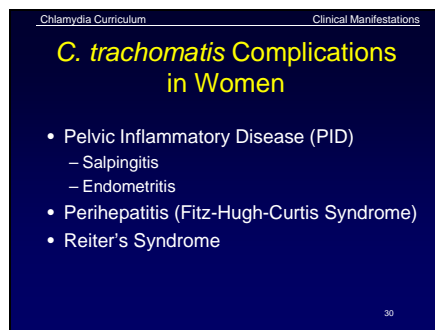 Chlamydia Curriculum Clinical Manifestations
C. trachomatis Complications
in Women
• Pelvic Inflammatory Disease (PID)
– Salpingitis
– Endometritis
• Perihepatitis (Fitz-Hugh-Curtis Syndrome)
• Reiter's Syndrome
30